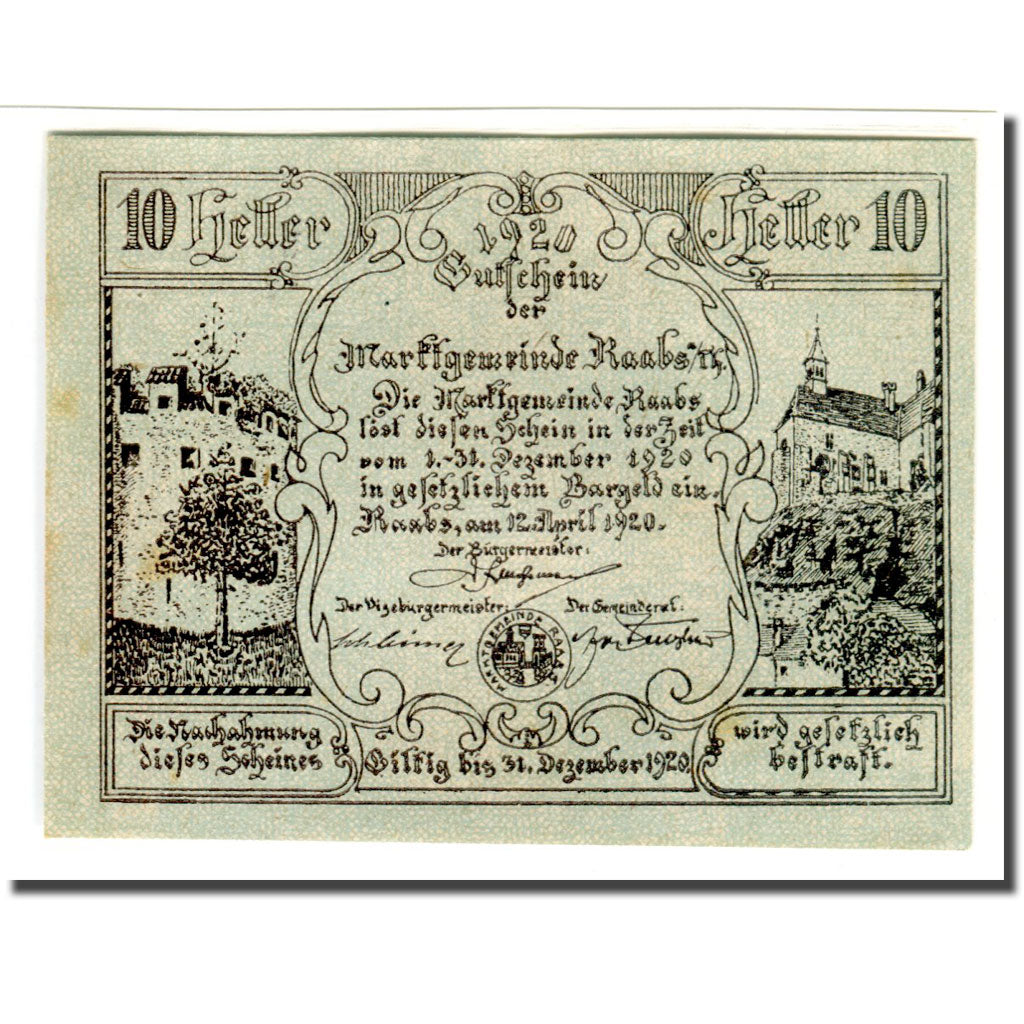 10 Heller
Heller 10
1920
Gutschein
der
Marktgemeinde Raabs a/Th.
Die Marktgemeinde Raabs
löst diesen Schein in der Zeit
vom 1.-31. Dezember 1920
in gesetzlichem Bargeld ein.
Raabs, am 12. April 1920.
Der Bürgermeister:
Der Vizebürgermeister:
Der Gemeinderat:
MARKTGEMEINDE RAABS
Die Nachahmung
dieses Scheines
Giltig bis 31. Dezember 1920
wird gesetzlich
bestraft.